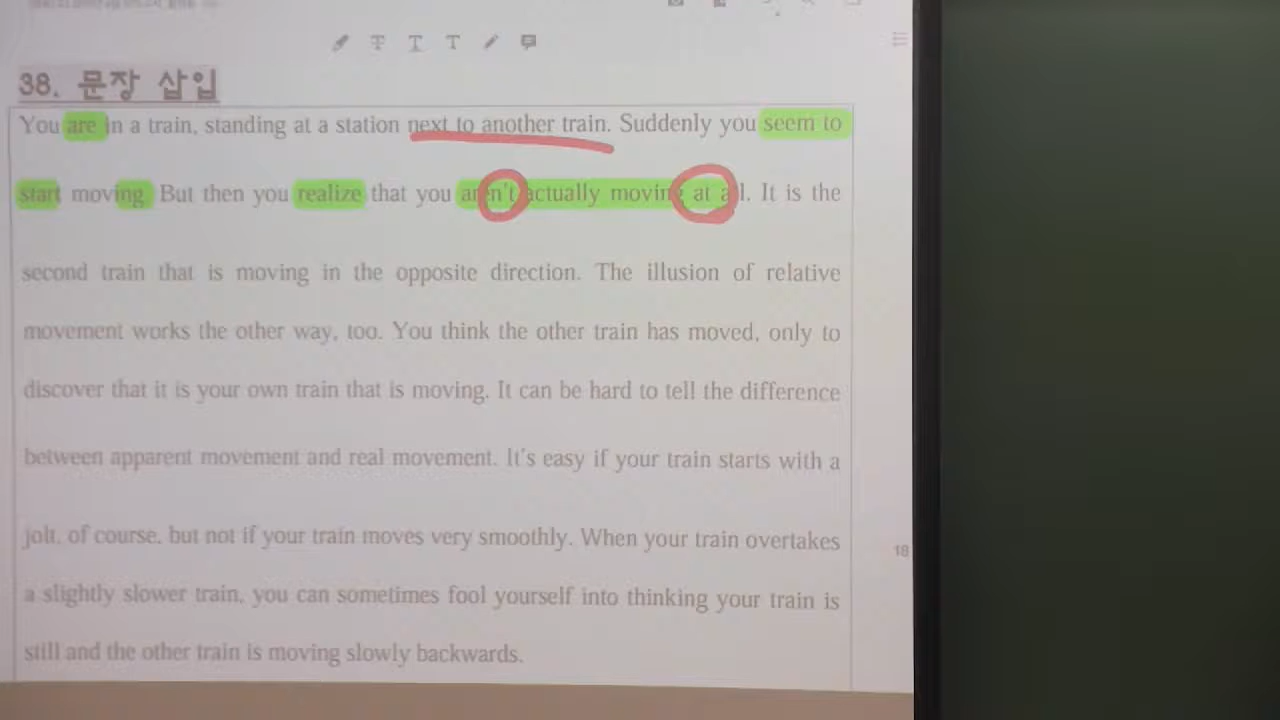 38. 문장 삽입
You are in a train, standing at a station next to another train. Suddenly you seem to
start moving. But then you realize that you aren't actually moving at all. It is the
second train that is moving in the opposite direction. The illusion of relative
movement works the other way, too. You think the other train has moved, only to
discover that it is your own train that is moving. It can be hard to tell the difference
between apparent movement and real movement. It's easy if your train starts with a
jolt, of course, but not if your train moves very smoothly. When your train overtakes
18
a slightly slower train, you can sometimes fool yourself into thinking your train is
still and the other train is moving slowly backwards.